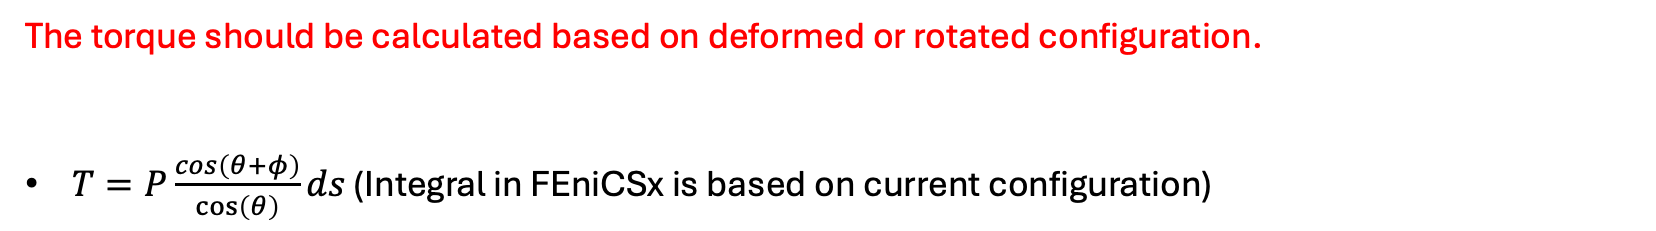 The torque should be calculated based on deformed or rotated configuration.
• T = P cos(θ+ϕ)/cos(θ) ds (Integral in FEniCSx is based on current configuration)